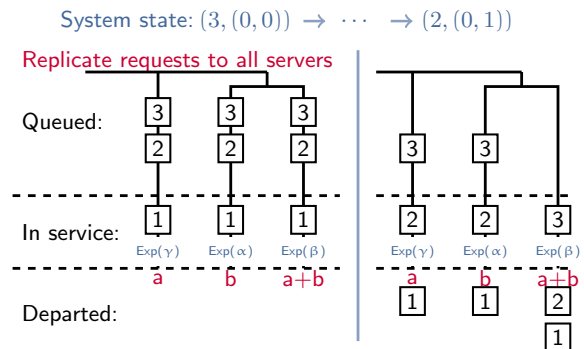 System state: (3, (0, 0)) → ··· → (2, (0, 1))
Replicate requests to all servers
3 3 3
Queued:
2 2 2 3 3
1 1 1 2 2 3
In service:
Exp(γ) Exp(α) Exp(β) Exp(γ) Exp(α) Exp(β)
a b a+b a b a+b
1 1 2
Departed:
1